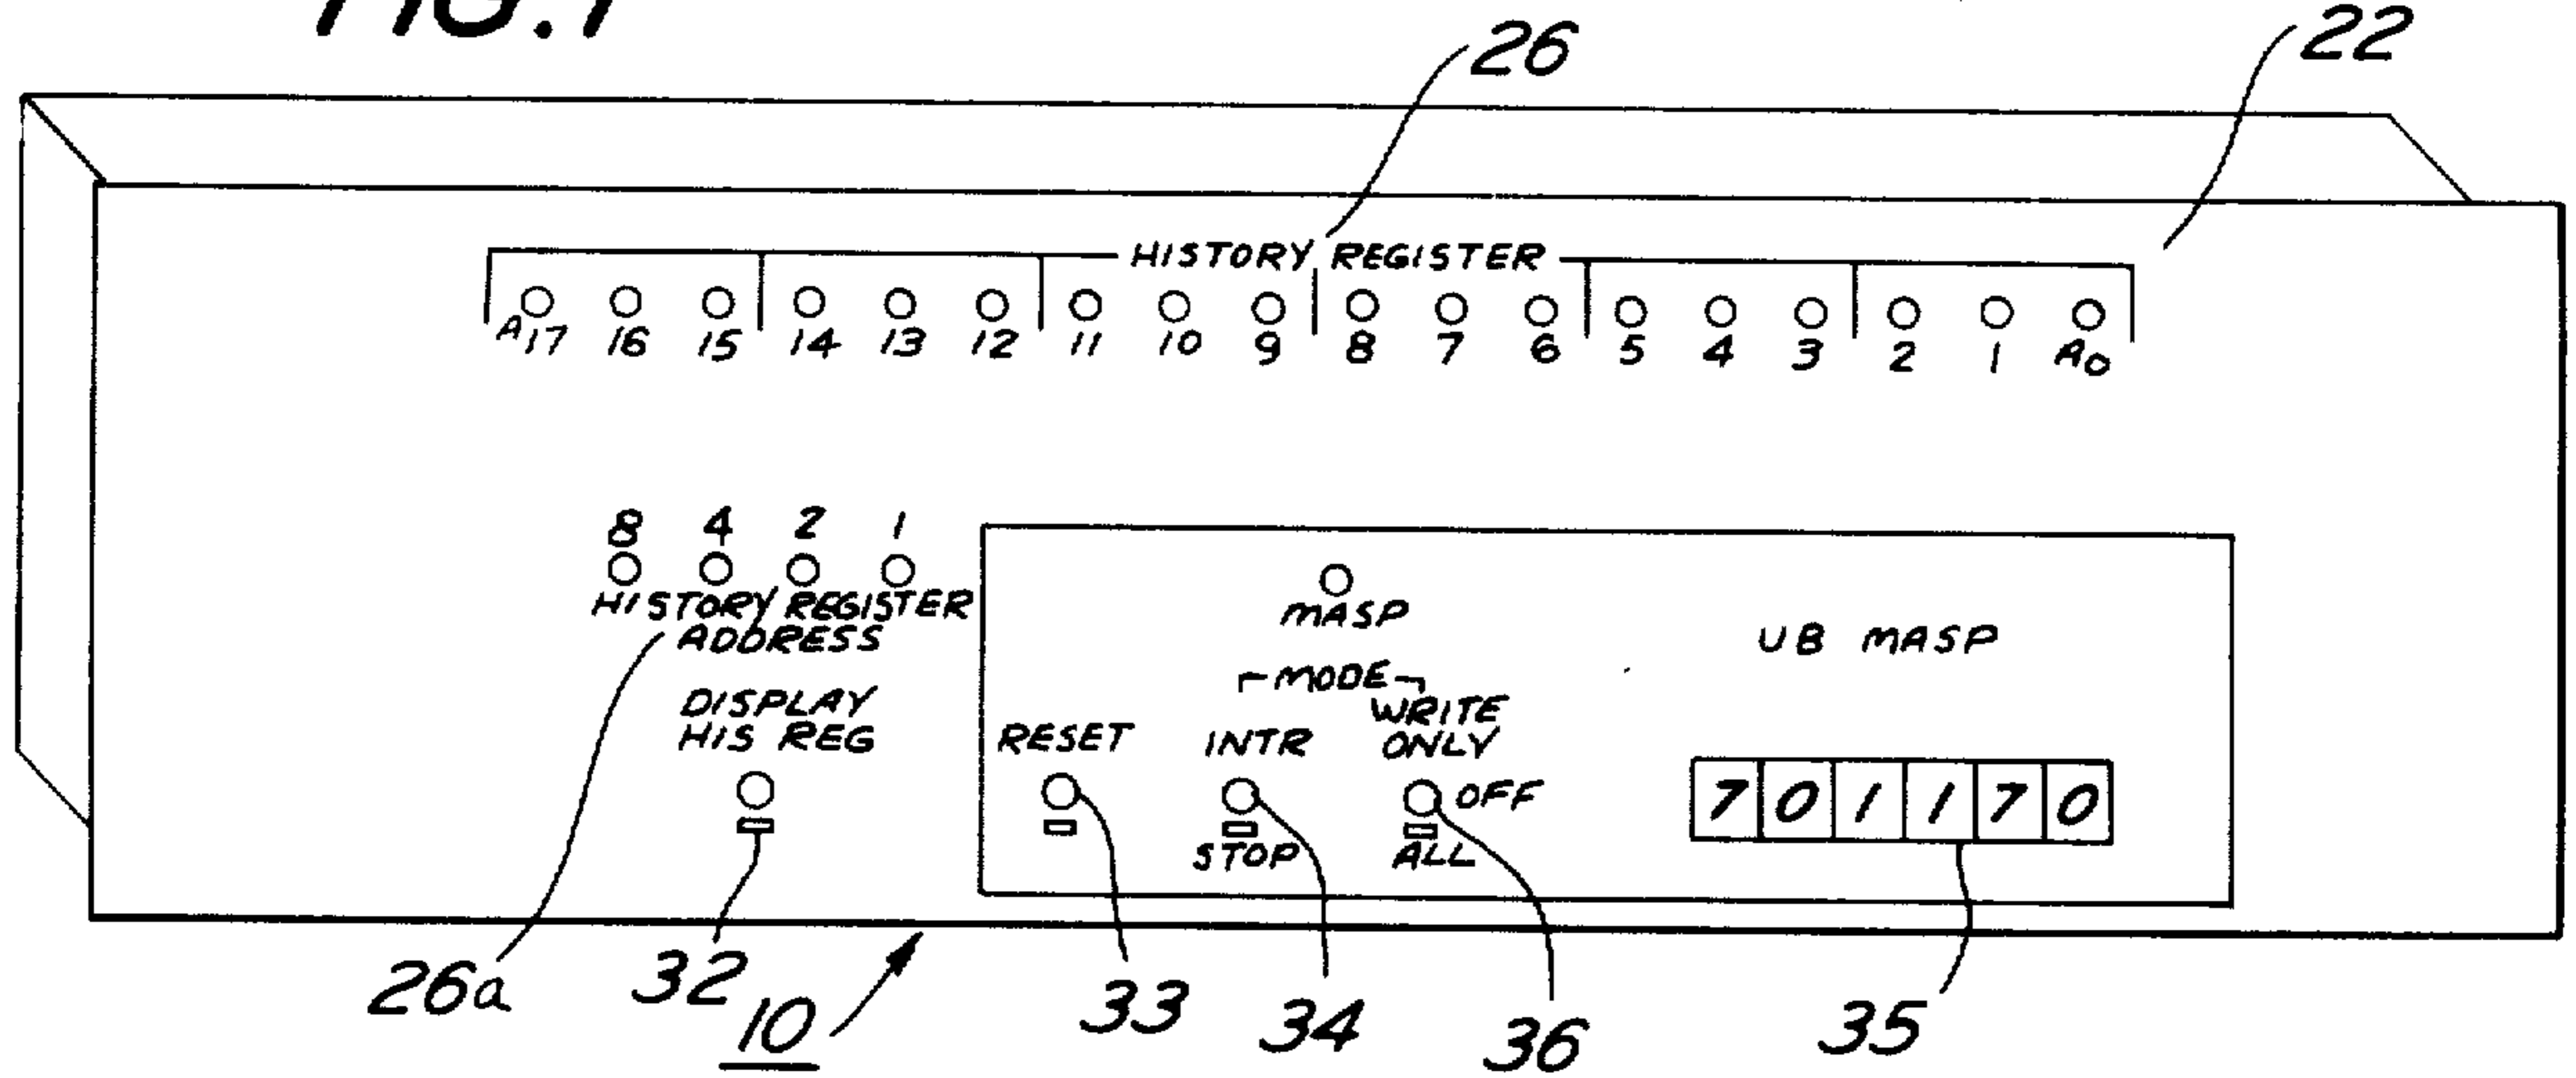 FIG. 1
26
22
HISTORY REGISTER
A17 16 15 14 13 12 11 10 9 8 7 6 5 4 3 2 1 A0
8 4 2 1
HISTORY REGISTER
ADDRESS
MASP
UB MASP
MODE
DISPLAY
HIS REG
RESET
INTR
WRITE
ONLY
OFF
STOP
ALL
7 0 1 1 7 0
26a
32
10
33
34
36
35